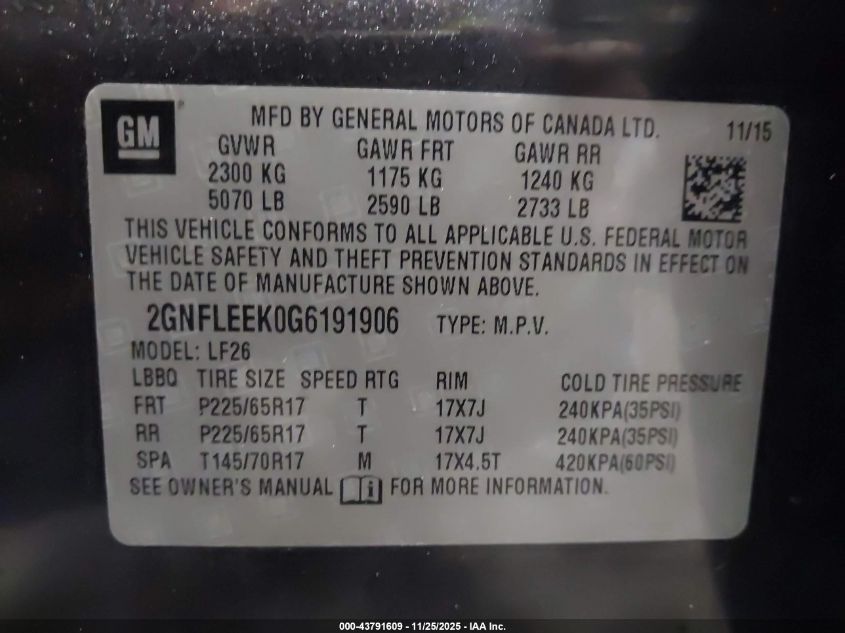 GM
MFD BY GENERAL MOTORS OF CANADA LTD. 11/15
GVWR GAWR FRT GAWR RR
2300 KG 1175 KG 1240 KG
5070 LB 2590 LB 2733 LB
THIS VEHICLE CONFORMS TO ALL APPLICABLE U.S. FEDERAL MOTOR
VEHICLE SAFETY AND THEFT PREVENTION STANDARDS IN EFFECT ON
THE DATE OF MANUFACTURE SHOWN ABOVE.
2GNFLEEK0G6191906 TYPE: M.P.V.
MODEL: LF26
LBBQ TIRE SIZE SPEED RTG RIM COLD TIRE PRESSURE
FRT P225/65R17 T 17X7J 240KPA(35PSI)
RR P225/65R17 T 17X7J 240KPA(35PSI)
SPA T145/70R17 M 17X4.5T 420KPA(60PSI)
SEE OWNER'S MANUAL i FOR MORE INFORMATION.
000-43791609 - 11/25/2025 - IAA Inc.